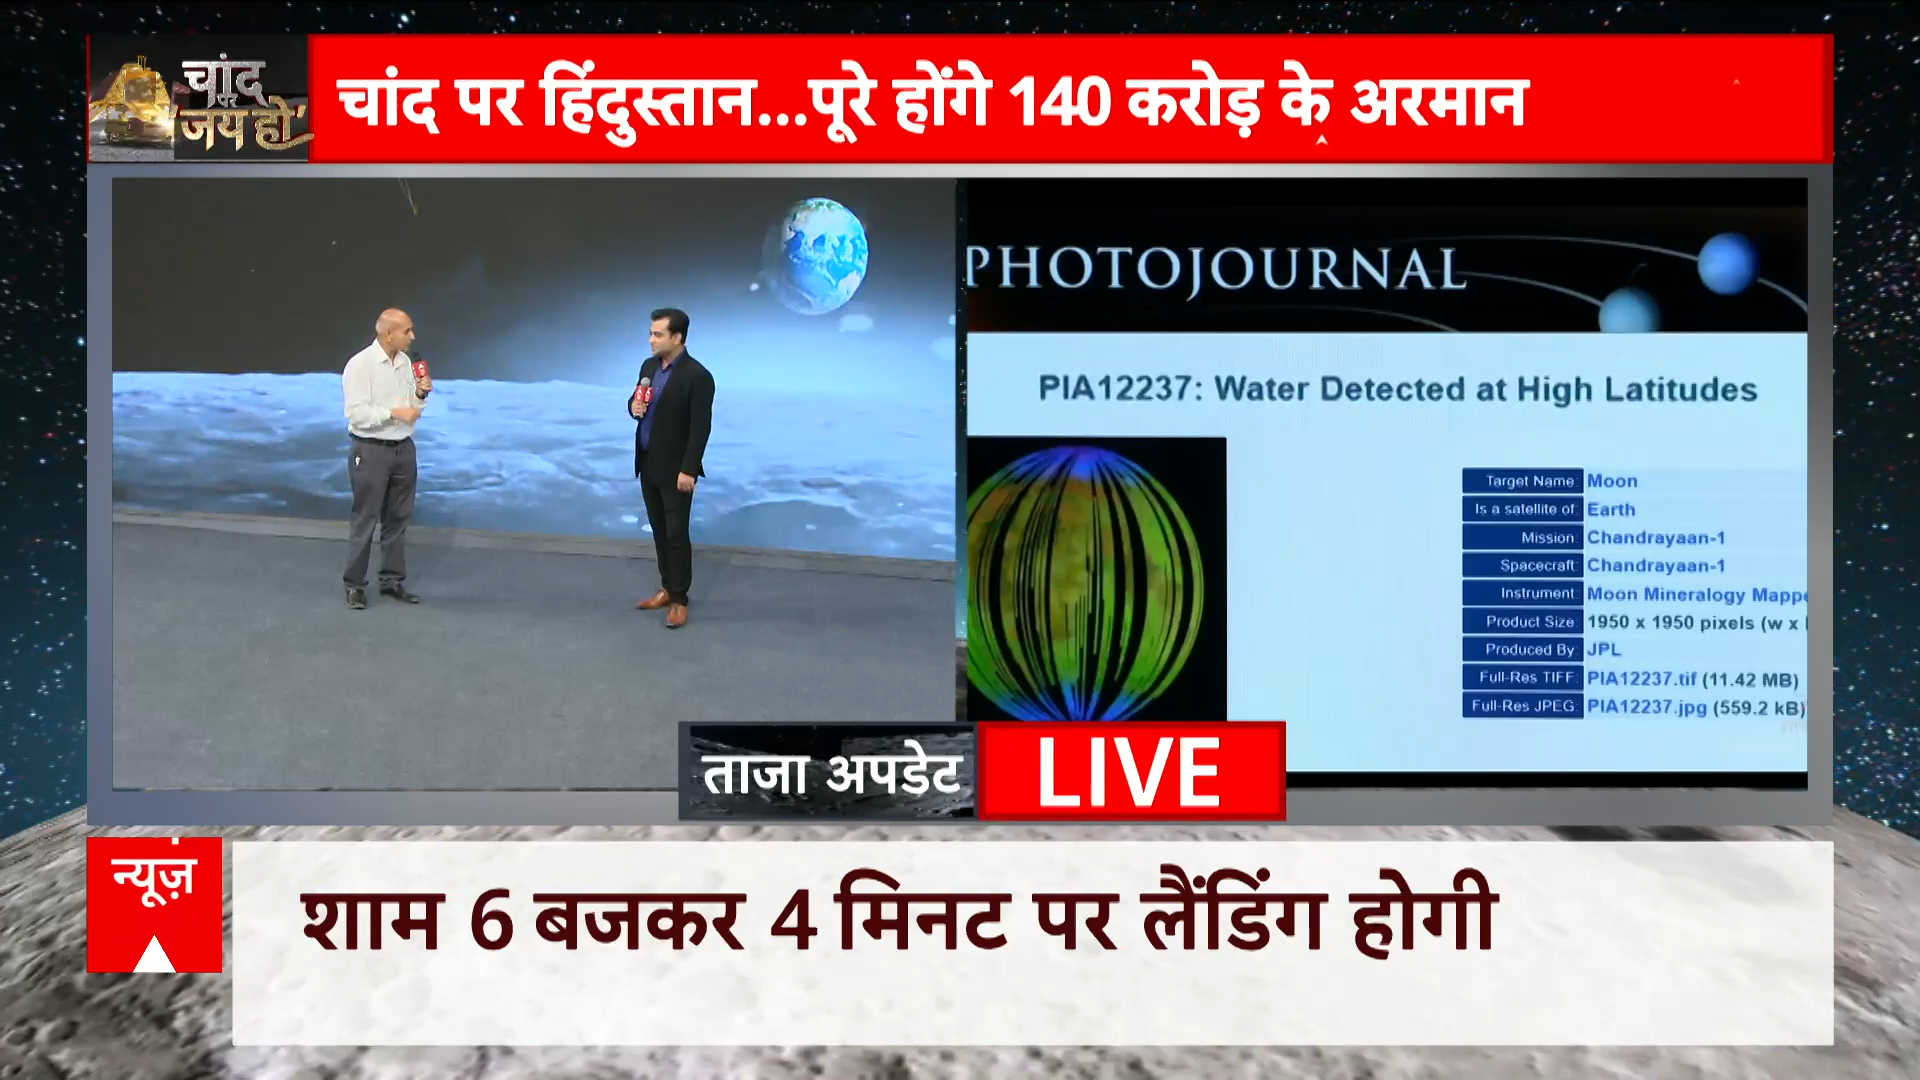 चांद
पर
'जय हो'
चांद पर हिंदुस्तान...पूरे होंगे 140 करोड़ के अरमान
PHOTOJOURNAL
PIA12237: Water Detected at High Latitudes
Target Name: Moon
Is a satellite of: Earth
Mission: Chandrayaan-1
Spacecraft: Chandrayaan-1
Instrument: Moon Mineralogy Mappe
Product Size: 1950 x 1950 pixels (w x
Produced By: JPL
Full-Res TIFF: PIA12237.tif (11.42 MB)
Full-Res JPEG: PIA12237.jpg (559.2 kB)
ताजा अपडेट LIVE
न्यूज़
शाम 6 बजकर 4 मिनट पर लैंडिंग होगी